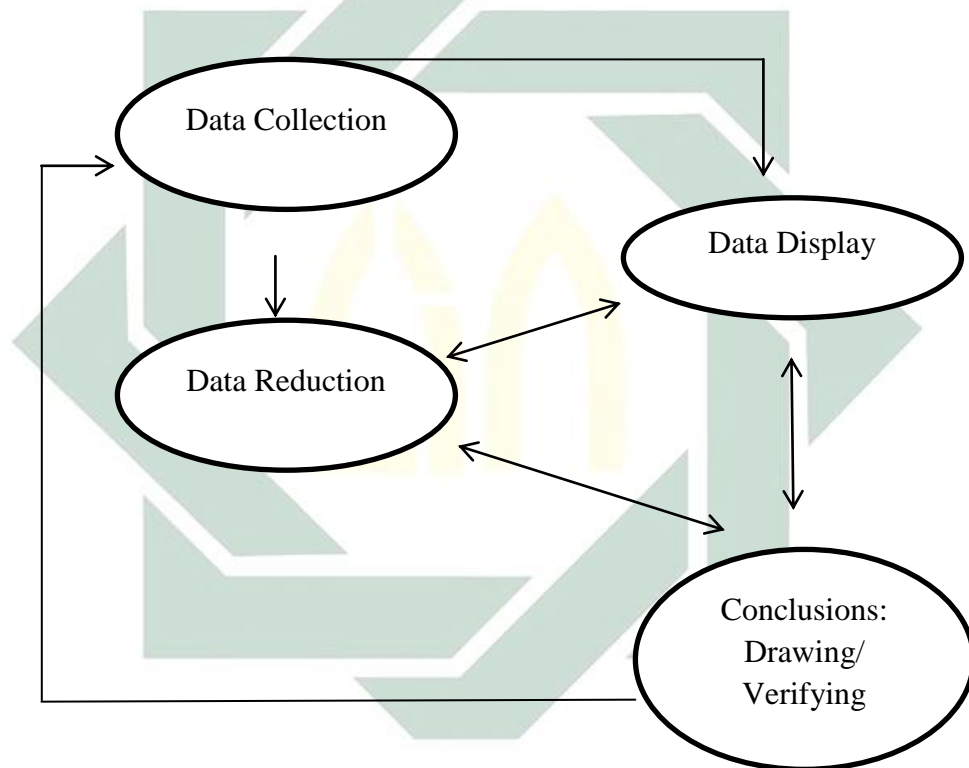 Data Collection
Data Display
Data Reduction
Conclusions:
Drawing/
Verifying